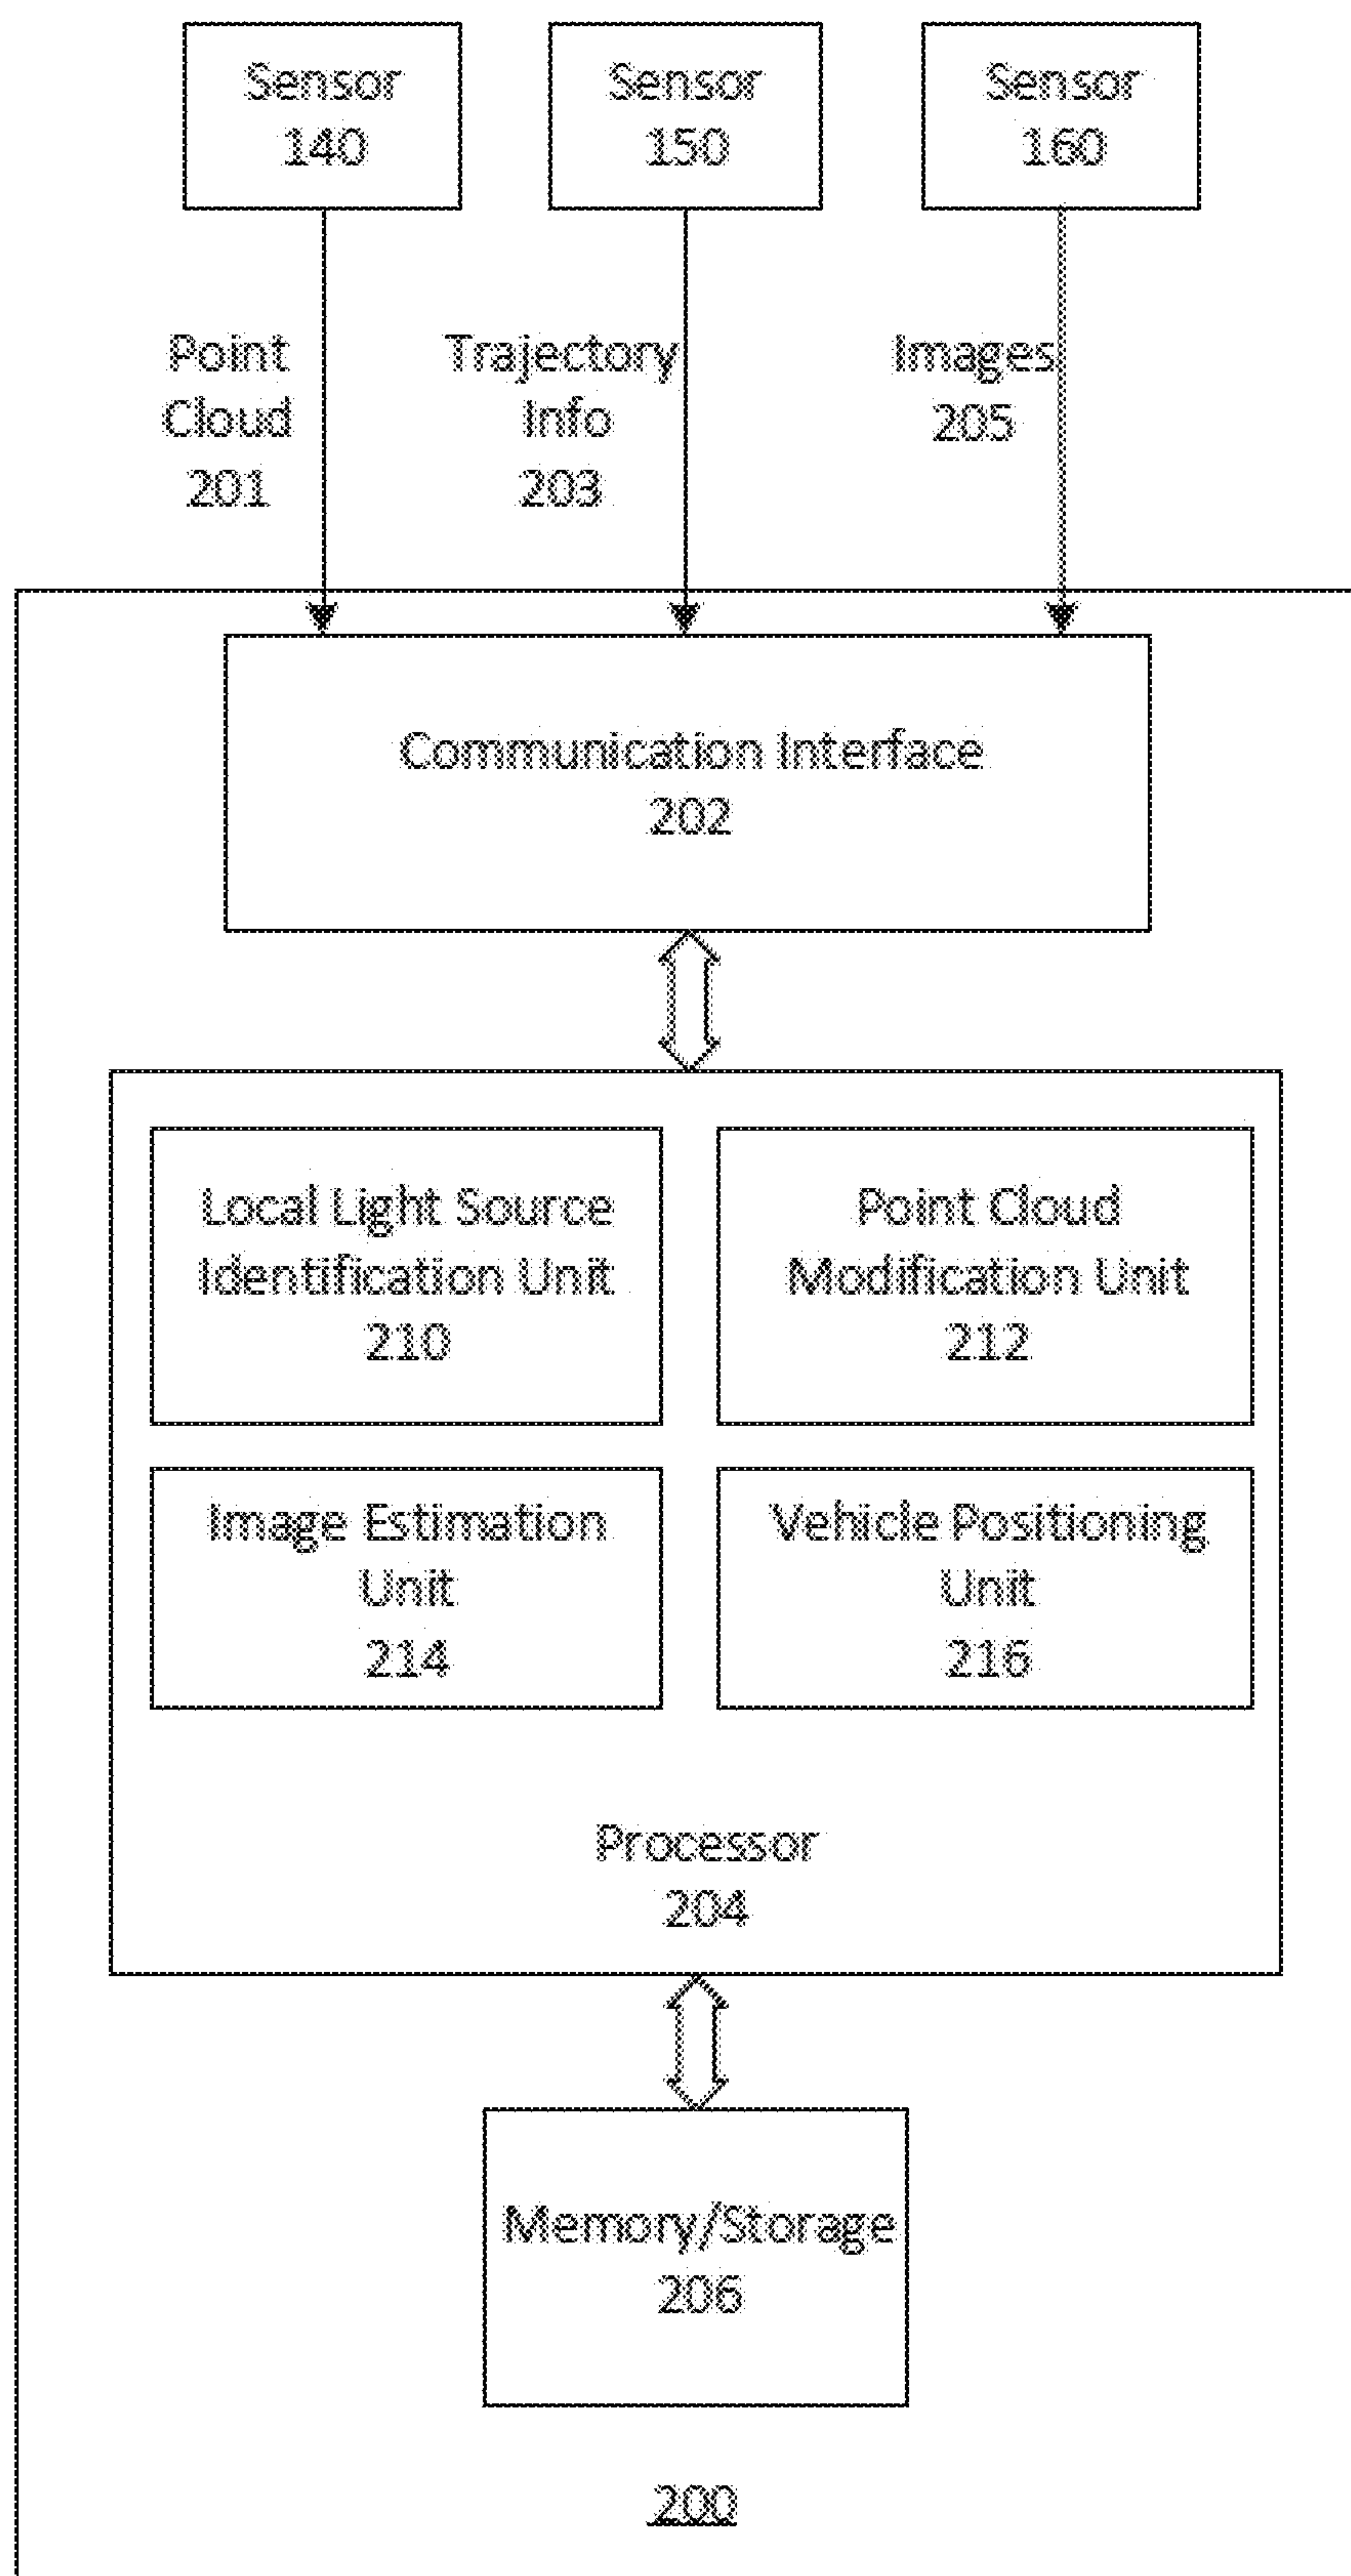 Sensor
140
Sensor
150
Sensor
160
Point
Cloud
201
Trajectory
Info
203
Images
205
Communication Interface
202
Local Light Source
Identification Unit
210
Point Cloud
Modification Unit
212
Image Estimation
Unit
214
Vehicle Positioning
Unit
216
Processor
204
Memory/Storage
206
200